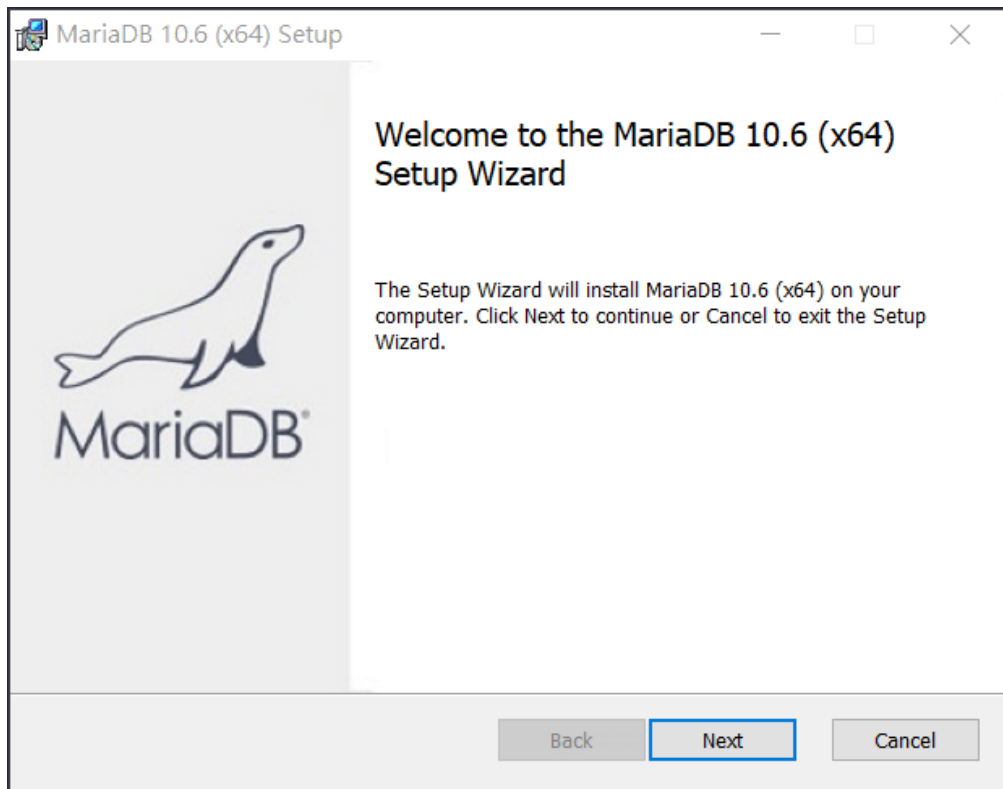 MariaDB 10.6 (x64) Setup
Welcome to the MariaDB 10.6 (x64)
Setup Wizard
The Setup Wizard will install MariaDB 10.6 (x64) on your
computer. Click Next to continue or Cancel to exit the Setup
Wizard.
MariaDB®
Back
Next
Cancel